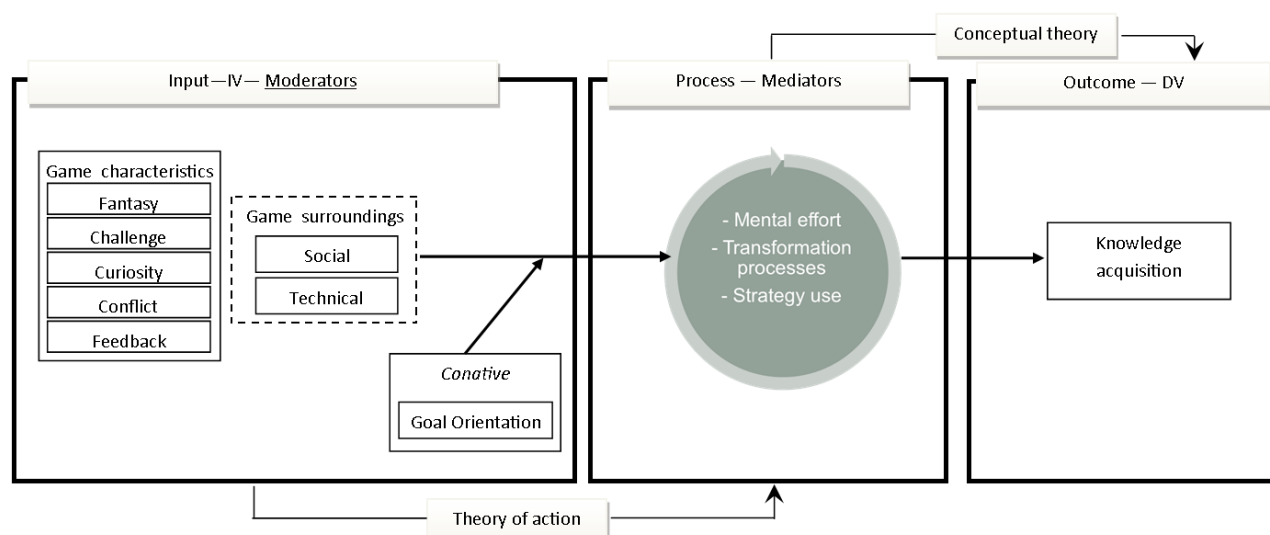 Conceptual theory
Input—IV— Moderators
Process — Mediators
Outcome — DV
Game characteristics
Fantasy
Challenge
Curiosity
Conflict
Feedback
Game surroundings
Social
Technical
Conative
Goal Orientation
- Mental effort
- Transformation
processes
- Strategy use
Knowledge
acquisition
Theory of action